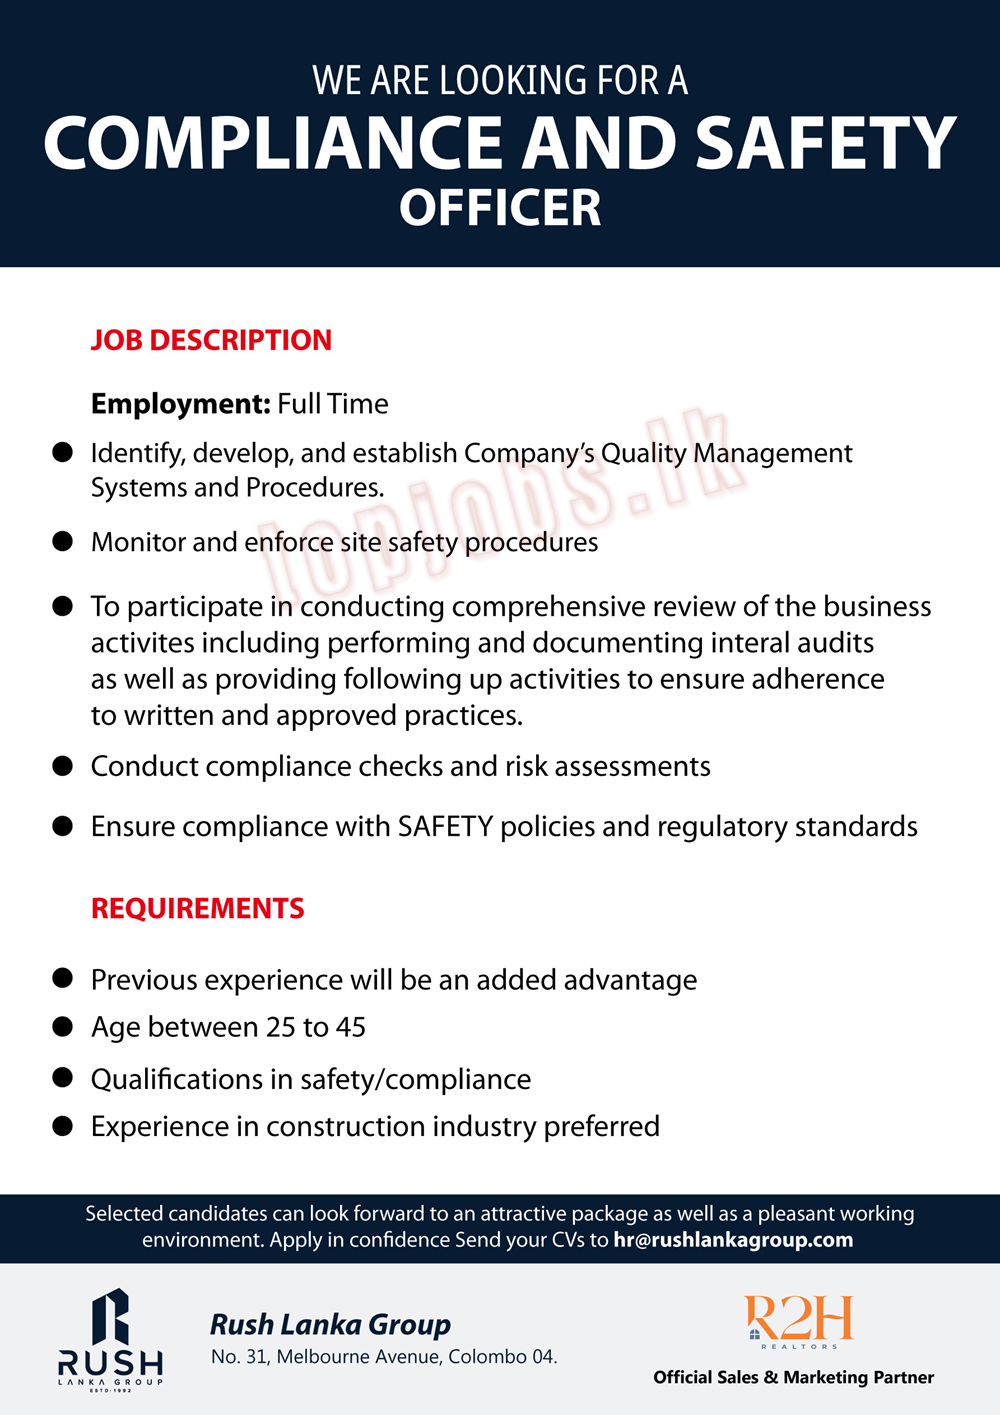 WE ARE LOOKING FOR A
COMPLIANCE AND SAFETY
OFFICER
JOB DESCRIPTION
Employment: Full Time
● Identify, develop, and establish Company’s Quality Management
Systems and Procedures.
● Monitor and enforce site safety procedures
● To participate in conducting comprehensive review of the business
activites including performing and documenting interal audits
as well as providing following up activities to ensure adherence
to written and approved practices.
● Conduct compliance checks and risk assessments
● Ensure compliance with SAFETY policies and regulatory standards
topjobs.lk
REQUIREMENTS
● Previous experience will be an added advantage
● Age between 25 to 45
● Qualifications in safety/compliance
● Experience in construction industry preferred
Selected candidates can look forward to an attractive package as well as a pleasant working
environment. Apply in confidence Send your CVs to hr@rushlankagroup.com
RUSH
LANKA GROUP
ESTD-1992
Rush Lanka Group
No. 31, Melbourne Avenue, Colombo 04.
R2H
REALTORS
Official Sales & Marketing Partner